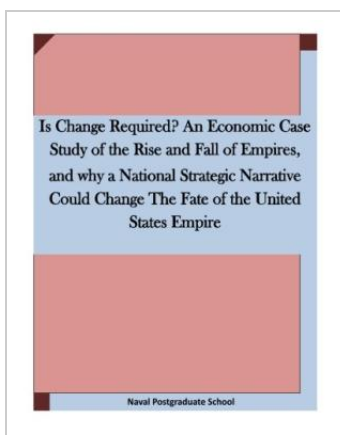 Is Change Required? An Economic Case
Study of the Rise and Fall of Empires,
and why a National Strategic Narrative
Could Change The Fate of the United
States Empire
Naval Postgraduate School